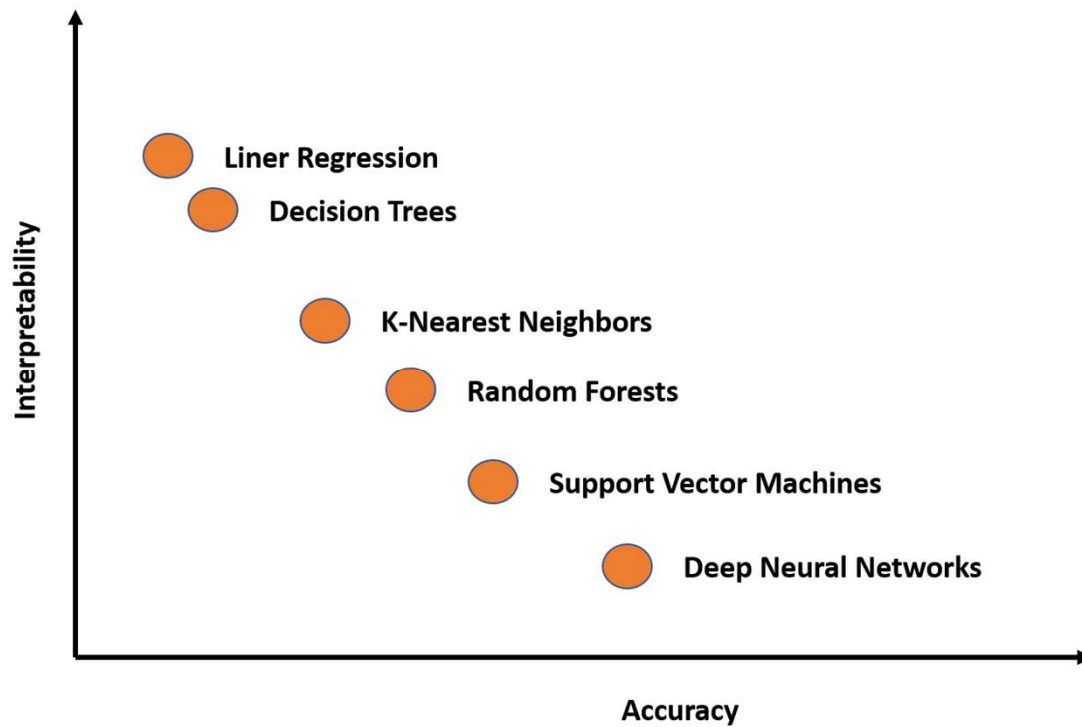 Liner Regression
Decision Trees
Interpretability
K-Nearest Neighbors
Random Forests
Support Vector Machines
Deep Neural Networks
Accuracy